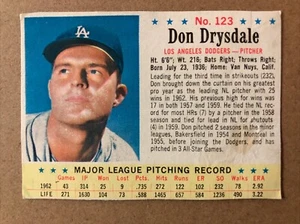 LA
No. 123
Don Drysdale
LOS ANGELES DODGERS — PITCHER
Ht. 6'6"; Wt. 216; Bats Right; Throws Right;
Born July 23, 1936; Home: Van Nuys, Calif.
Leading for the third time in strikeouts (232),
Don brought down the curtain on his greatest
pro year as the leading NL pitcher with 25
wins in 1962. His previous high for wins was
17 in both 1957 and 1959. He tied the NL record
for most HRs (7) by a pitcher in the 1958
season and tied for lead in NL for shutouts
(4) in 1959. Don pitched 2 seasons in the minor
leagues, Bakersfield in 1954 and Montreal in
1955, before joining the Dodgers, and has
pitched in 3 All-Star Games.
MAJOR LEAGUE PITCHING RECORD
Games IP Won Lost Pcts. Hits Runs ER SO BB ERA
1962 43 314 25 9 .735 272 122 102 232 78 2.92
LIFE 271 1630 73 .588 1465 657 584 1236 490 3.22